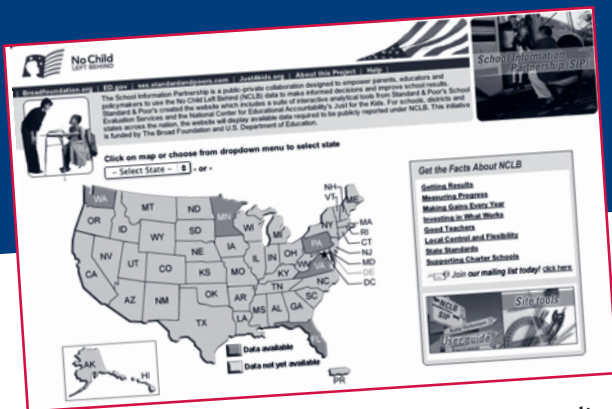 No Child
LEFT BEHIND
School Information
Partnership (SIP)
Broadfoundation.org | ED.gov | ses.standardandpoors.com | Just4kids.org | About this Project | Help
The School Information Partnership is a public-private collaboration designed to empower parents, educators and
policymakers to use the No Child Left Behind (NCLB) data to make informed decisions and improve school results.
Standard & Poor's created the website which includes a suite of interactive analysis tools from Standard & Poor's School
Evaluation Services and the National Center for Educational Accountability's Just for the Kids. For schools, districts and
states across the nation, the website will display available data required to be publicly reported under NCLB. This initiative
is funded by The Broad Foundation and U.S. Department of Education.
Click on map or choose from dropdown menu to select state
- Select State -
- or -
WA
OR
CA
ID
NV
AZ
MT
WY
UT
CO
NM
ND
SD
NE
KS
OK
TX
MN
IA
MO
AR
LA
WI
IL
MS
MI
IN
KY
TN
AL
OH
WV
GA
SC
NC
VA
PA
NY
FL
NH
VT
ME
MA
RI
CT
NJ
MD
DE
DC
AK
HI
PR
Data available
Data not yet available
Get the Facts About NCLB
Getting Results
Measuring Progress
Making Gains Every Year
Investing in What Works
Good Teachers
Local Control and Flexibility
State Standards
Supporting Charter Schools
Join our mailing list today! click here
NCLB
SIP
User guide
Site tools